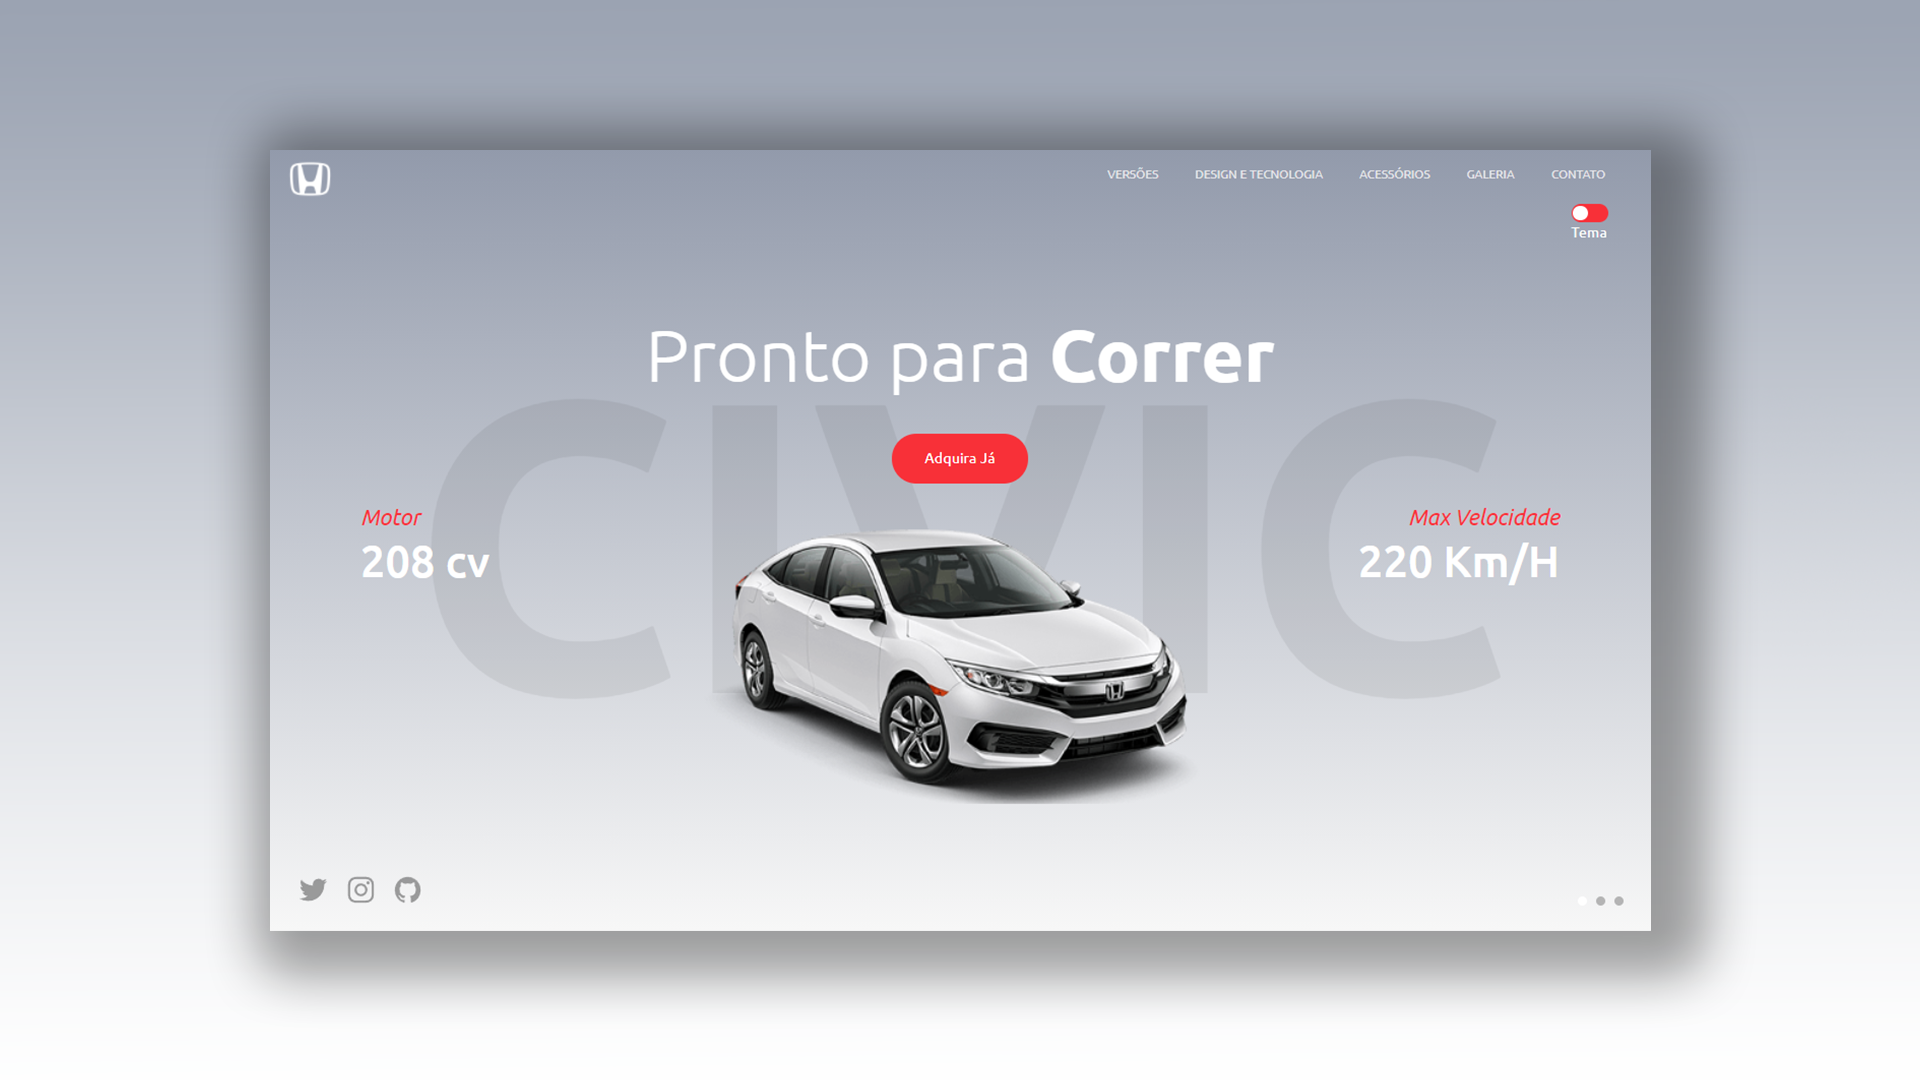 VERSÕES DESIGN E TECNOLOGIA ACESSÓRIOS GALERIA CONTATO
Tema
Pronto para Correr
CIVIC
Adquira Já
Motor
208 cv
Max Velocidade
220 Km/H